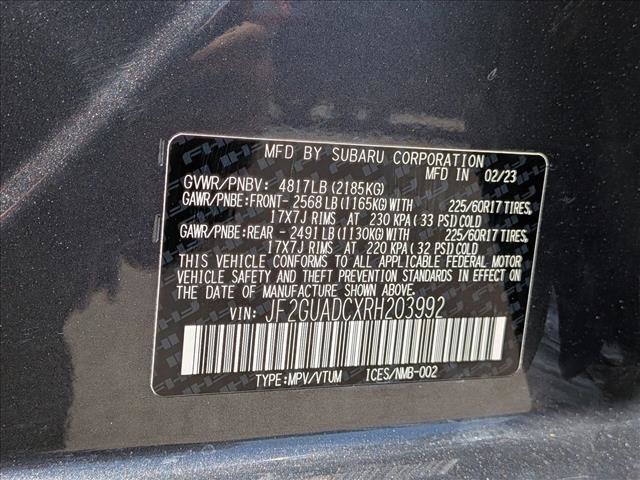 MFD BY SUBARU CORPORATION
MFD IN 02/23
GVWR/PNBV: 4817LB (2185KG)
GAWR/PNBE:FRONT- 2568 LB (1165KG) WITH 225/60R17 TIRES,
17X7J RIMS AT 230 KPA (33 PSI) COLD
GAWR/PNBE:REAR - 2491 LB (1130KG) WITH 225/60R17 TIRES,
17X7J RIMS AT 220 KPA (32 PSI) COLD
THIS VEHICLE CONFORMS TO ALL APPLICABLE FEDERAL MOTOR
VEHICLE SAFETY AND THEFT PREVENTION STANDARDS IN EFFECT ON
THE DATE OF MANUFACTURE SHOWN ABOVE.
VIN: JF2GUADCXRH203992
TYPE:MPV/VTUM ICES/NMB-002